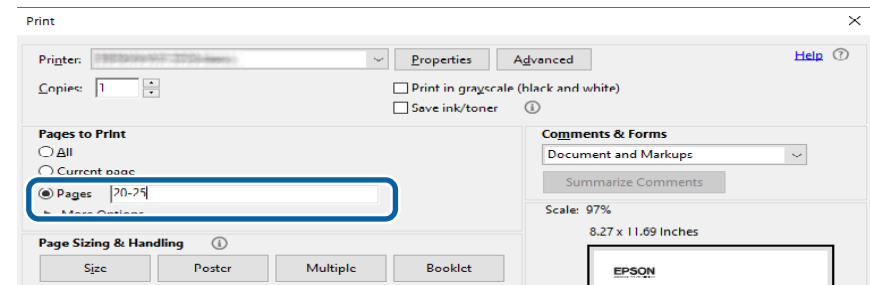 Print
Printer:
Properties
Advanced
Help
Copies: 1
Print in grayscale (black and white)
Save ink/toner
Pages to Print
All
Current page
Pages 20-25
More Options
Comments & Forms
Document and Markups
Summarize Comments
Scale: 97%
8.27 x 11.69 Inches
Page Sizing & Handling
Size Poster Multiple Booklet
EPSON